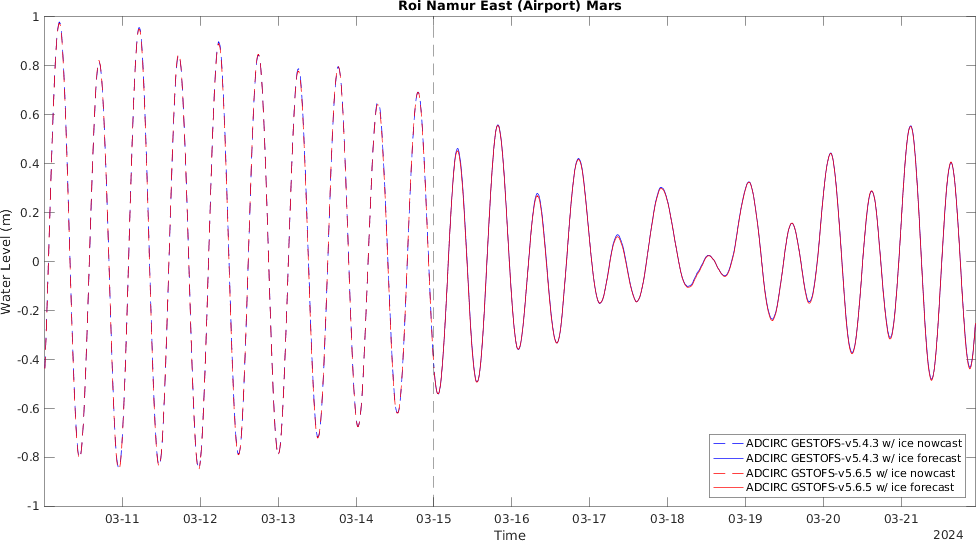 Roi Namur East (Airport) Mars
1
0.8
0.6
0.4
0.2
0
-0.2
-0.4
-0.6
-0.8
-1
Water Level (m)
ADCIRC GESTOFS-v5.4.3 w/ ice nowcast
ADCIRC GESTOFS-v5.4.3 w/ ice forecast
ADCIRC GSTOFS-v5.6.5 w/ ice nowcast
ADCIRC GSTOFS-v5.6.5 w/ ice forecast
03-11 03-12 03-13 03-14 03-15 03-16 03-17 03-18 03-19 03-20 03-21
Time
2024